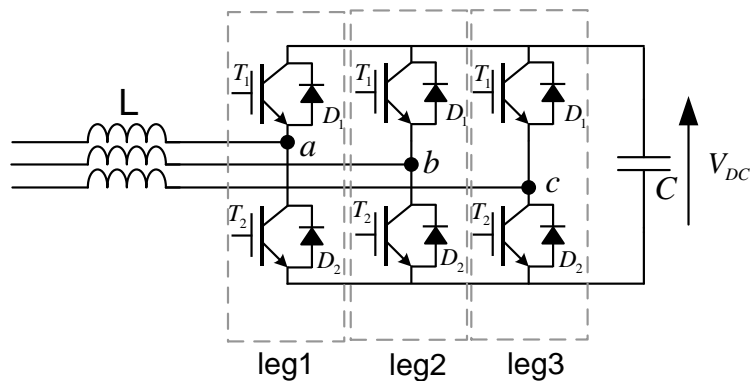 T1 T1 T1
D1 D1 D1
L
a
b
c
C
VDC
T2 T2 T2
D2 D2 D2
leg1 leg2 leg3